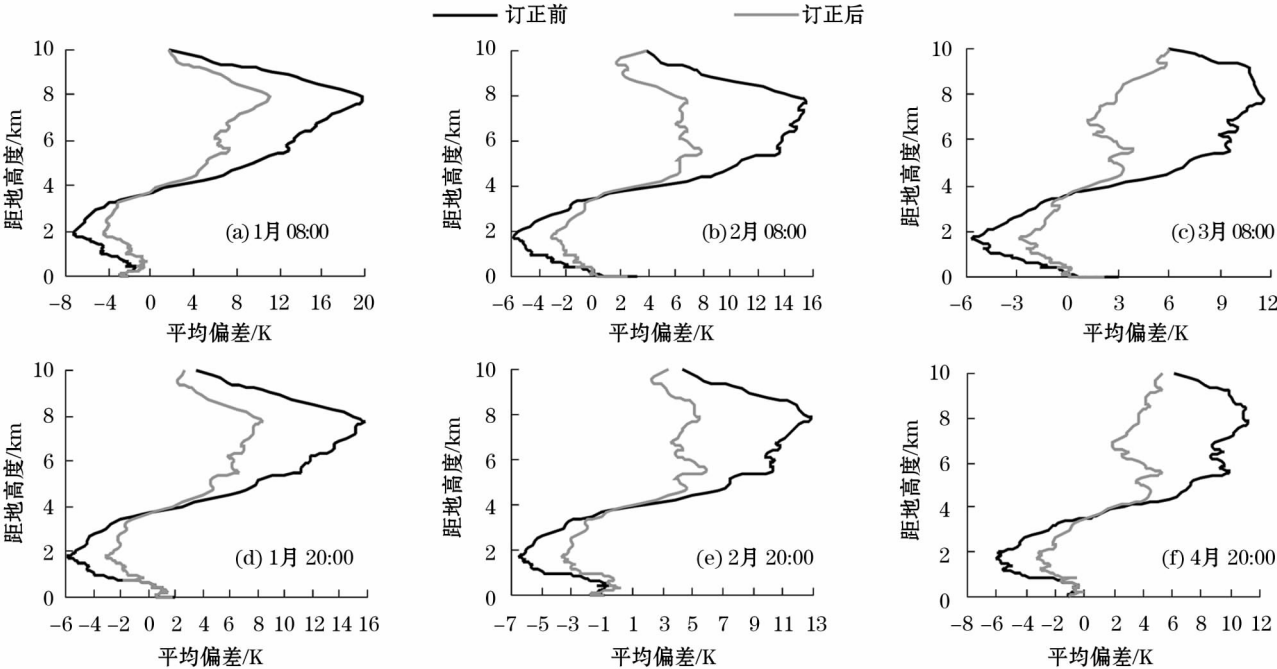 订正前 订正后
10 10 10
8 8 8
6 6 6
4 4 4
2 2 2
0 0 0
距地高度/km 距地高度/km 距地高度/km
(a) 1月 08:00 (b) 2月 08:00 (c) 3月 08:00
-8 -4 0 4 8 12 16 20 -6 -4 -2 0 2 4 6 8 10 12 14 16 -6 -3 0 3 6 9 12
平均偏差/K 平均偏差/K 平均偏差/K
10 10 10
8 8 8
6 6 6
4 4 4
2 2 2
0 0 0
距地高度/km 距地高度/km 距地高度/km
(d) 1月 20:00 (e) 2月 20:00 (f) 4月 20:00
-6 -4 -2 0 2 4 6 8 10 12 14 16 -7 -5 -3 -1 1 3 5 7 9 11 13 -8 -6 -4 -2 0 2 4 6 8 10 12
平均偏差/K 平均偏差/K 平均偏差/K